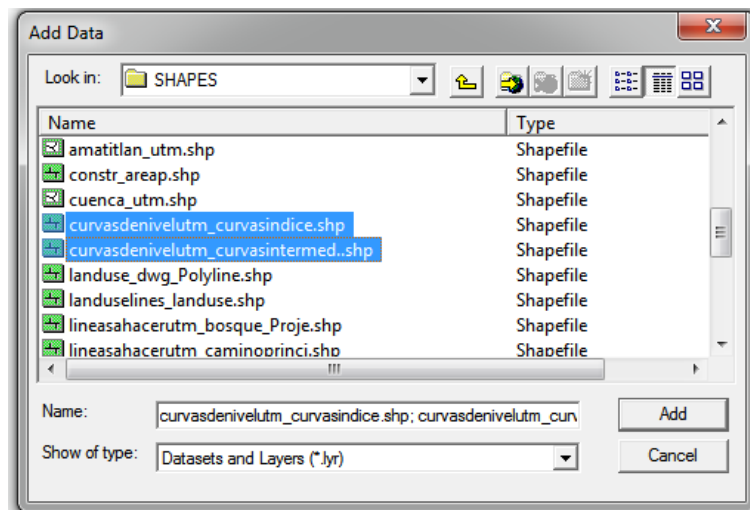 Add Data
Look in: SHAPES
Name Type
amatitlan_utm.shp Shapefile
constr_areap.shp Shapefile
cuenca_utm.shp Shapefile
curvasdenivelutm_curvasindice.shp Shapefile
curvasdenivelutm_curvasintermed..shp Shapefile
landuse_dwg_Polyline.shp Shapefile
landuselines_landuse.shp Shapefile
lineasahacerutm_bosque_Proje.shp Shapefile
lineasahacerutm_caminoprinci.shp Shapefile
Name: curvasdenivelutm_curvasindice.shp; curvasdenivelutm_curv Add
Show of type: Datasets and Layers (*.lyr) Cancel